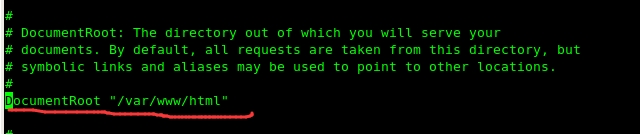 #
# DocumentRoot: The directory out of which you will serve your
# documents. By default, all requests are taken from this directory, but
# symbolic links and aliases may be used to point to other locations.
#
DocumentRoot "/var/www/html"
#